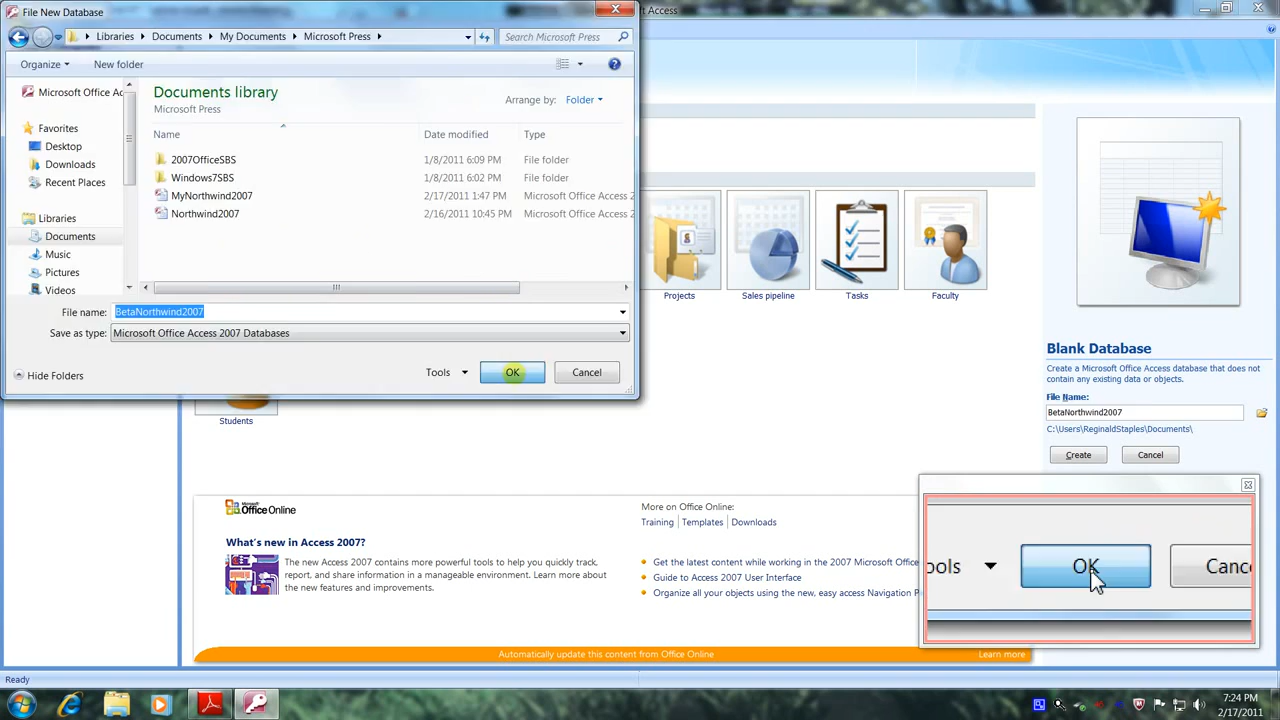 File New Database
soft Access
Libraries Documents My Documents Microsoft Press
Search Microsoft Press
Organize New folder
Microsoft Office Ac
Favorites
Desktop
Downloads
Recent Places
Libraries
Documents
Music
Pictures
Videos
Documents library
Microsoft Press
Arrange by: Folder
Name Date modified Type
2007OfficeSBS 1/8/2011 6:09 PM File folder
Windows7SBS 1/8/2011 6:02 PM File folder
MyNorthwind2007 2/17/2011 1:47 PM Microsoft Office Access 2
Northwind2007 2/16/2011 10:45 PM Microsoft Office Access 2
File name: BetaNorthwind2007
Save as type: Microsoft Office Access 2007 Databases
Hide Folders
Tools OK Cancel
Projects Sales pipeline Tasks Faculty
Students
Blank Database
Create a Microsoft Office Access database that does not
contain any existing data or objects.
File Name:
BetaNorthwind2007
C:\Users\ReginaldStaples\Documents\
Create Cancel
ools OK Canc
Office Online
What's new in Access 2007?
The new Access 2007 contains more powerful tools to help you quickly track,
report, and share information in a manageable environment. Learn more about
the new features and improvements.
More on Office Online:
Training | Templates | Downloads
Get the latest content while working in the 2007 Microsoft Office
Guide to Access 2007 User Interface
Organize all your objects using the new, easy access Navigation P
Automatically update this content from Office Online
Learn more
Ready
7:24 PM
2/17/2011